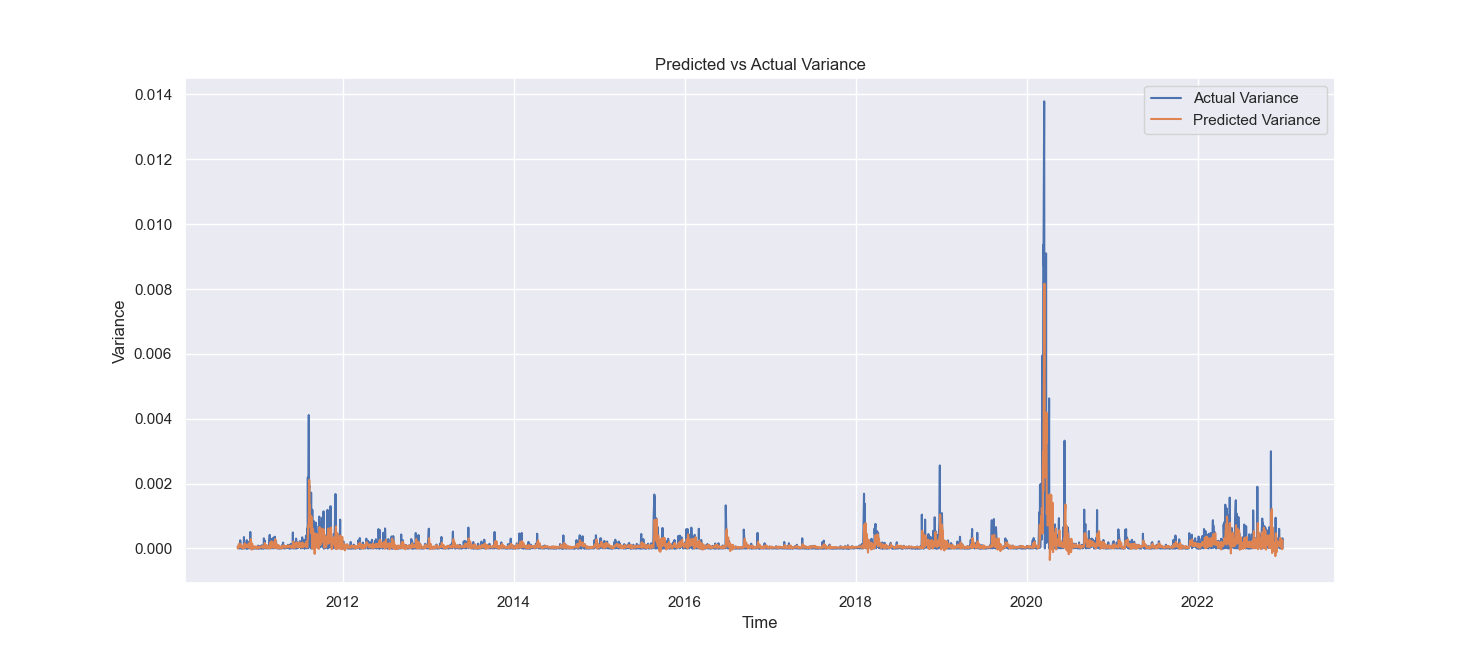 Predicted vs Actual Variance
Actual Variance
Predicted Variance
0.014
0.012
0.010
0.008
0.006
0.004
0.002
0.000
Variance
2012 2014 2016 2018 2020 2022
Time